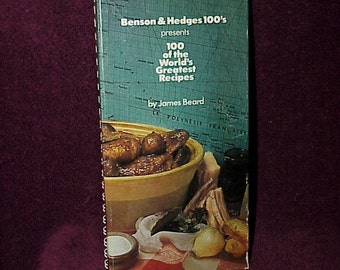 Benson & Hedges 100's
presents
100
of the
World's
Greatest
Recipes
by James Beard
POLYNESIE FRANÇAISE